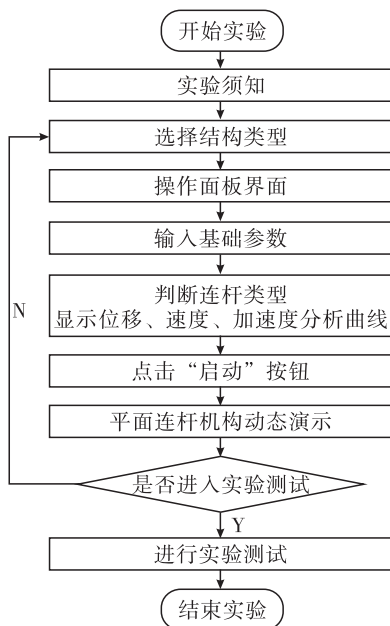 开始实验
实验须知
选择结构类型
操作面板界面
输入基础参数
判断连杆类型
显示位移、速度、加速度分析曲线
点击“启动”按钮
平面连杆机构动态演示
是否进入实验测试
N
Y
进行实验测试
结束实验